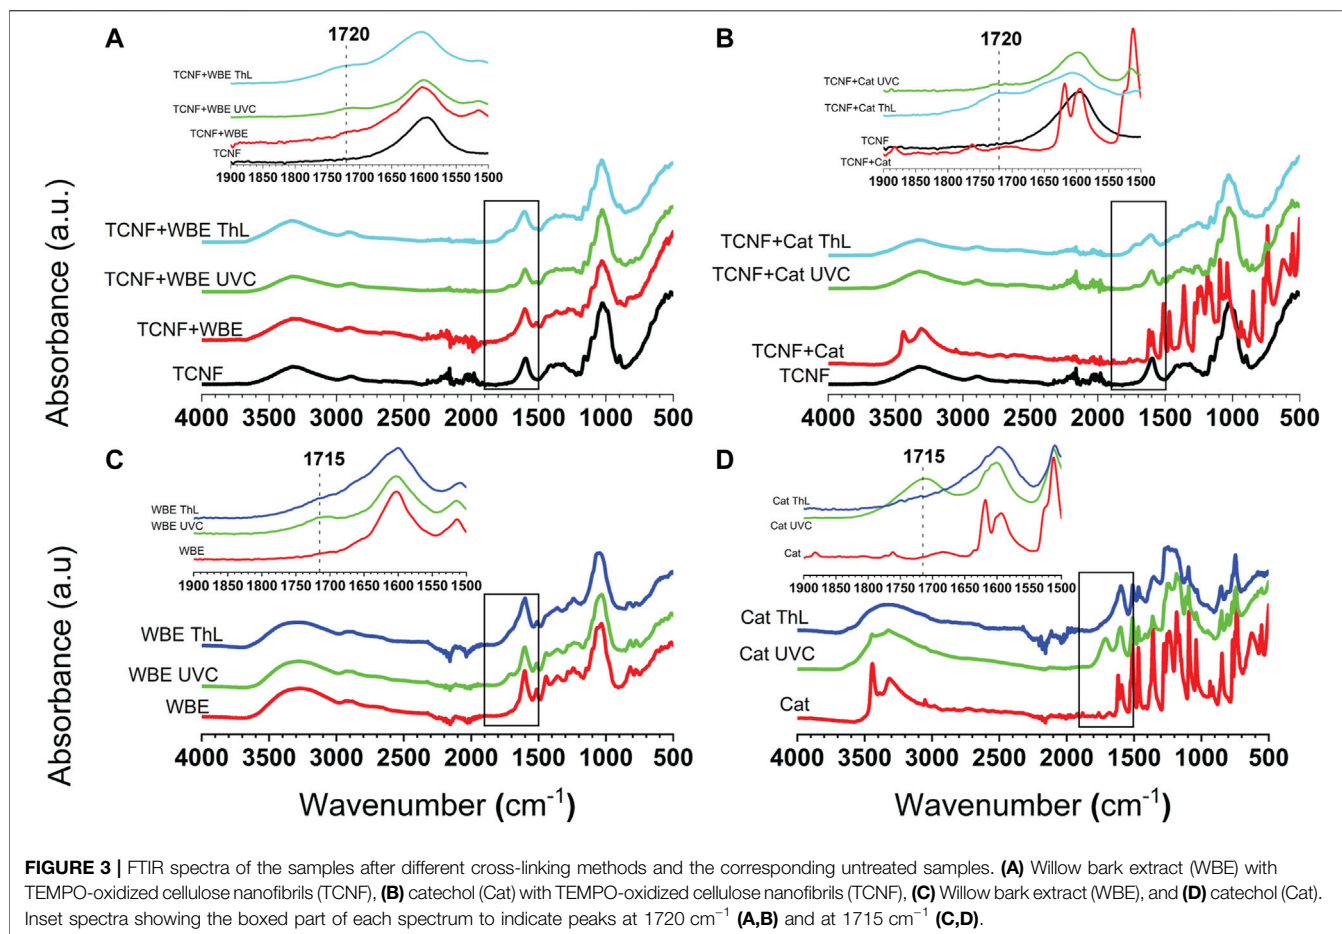 A
1720
TCNF+WBE ThL
TCNF+WBE UVC
TCNF+WBE
TCNF
1900 1850 1800 1750 1700 1650 1600 1550 1500
TCNF+WBE ThL
TCNF+WBE UVC
TCNF+WBE
TCNF
4000 3500 3000 2500 2000 1500 1000 500
Absorbance (a.u.)
B
1720
TCNF+Cat UVC
TCNF+Cat ThL
TCNF
TCNF+Cat
1900 1850 1800 1750 1700 1650 1600 1550 1500
TCNF+Cat ThL
TCNF+Cat UVC
TCNF+Cat
TCNF
4000 3500 3000 2500 2000 1500 1000 500
C
1715
WBE ThL
WBE UVC
WBE
1900 1850 1800 1750 1700 1650 1600 1550 1500
WBE ThL
WBE UVC
WBE
4000 3500 3000 2500 2000 1500 1000 500
Absorbance (a.u)
Wavenumber (cm⁻¹)
D
1715
Cat ThL
Cat UVC
Cat
1900 1850 1800 1750 1700 1650 1600 1550 1500
Cat ThL
Cat UVC
Cat
4000 3500 3000 2500 2000 1500 1000 500
Wavenumber (cm⁻¹)
FIGURE 3 | FTIR spectra of the samples after different cross-linking methods and the corresponding untreated samples. (A) Willow bark extract (WBE) with
TEMPO-oxidized cellulose nanofibrils (TCNF), (B) catechol (Cat) with TEMPO-oxidized cellulose nanofibrils (TCNF), (C) Willow bark extract (WBE), and (D) catechol (Cat).
Inset spectra showing the boxed part of each spectrum to indicate peaks at 1720 cm⁻¹ (A,B) and at 1715 cm⁻¹ (C,D).